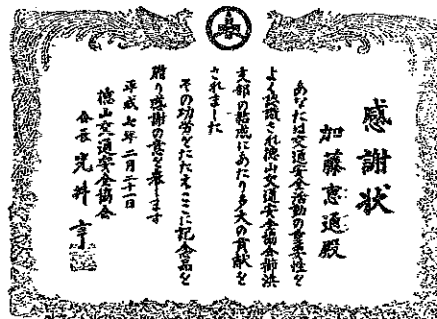 感謝状
加藤恵通殿
あなたは交通安全活動の重要性を
よく認識され徳山交通安全協会櫛浜
支部の結成にあたり多大の貢献を
されました
その功労をたたえここに記念品を
贈り感謝の意を表します
平成七年二月二十一日
徳山交通安全協会
会長